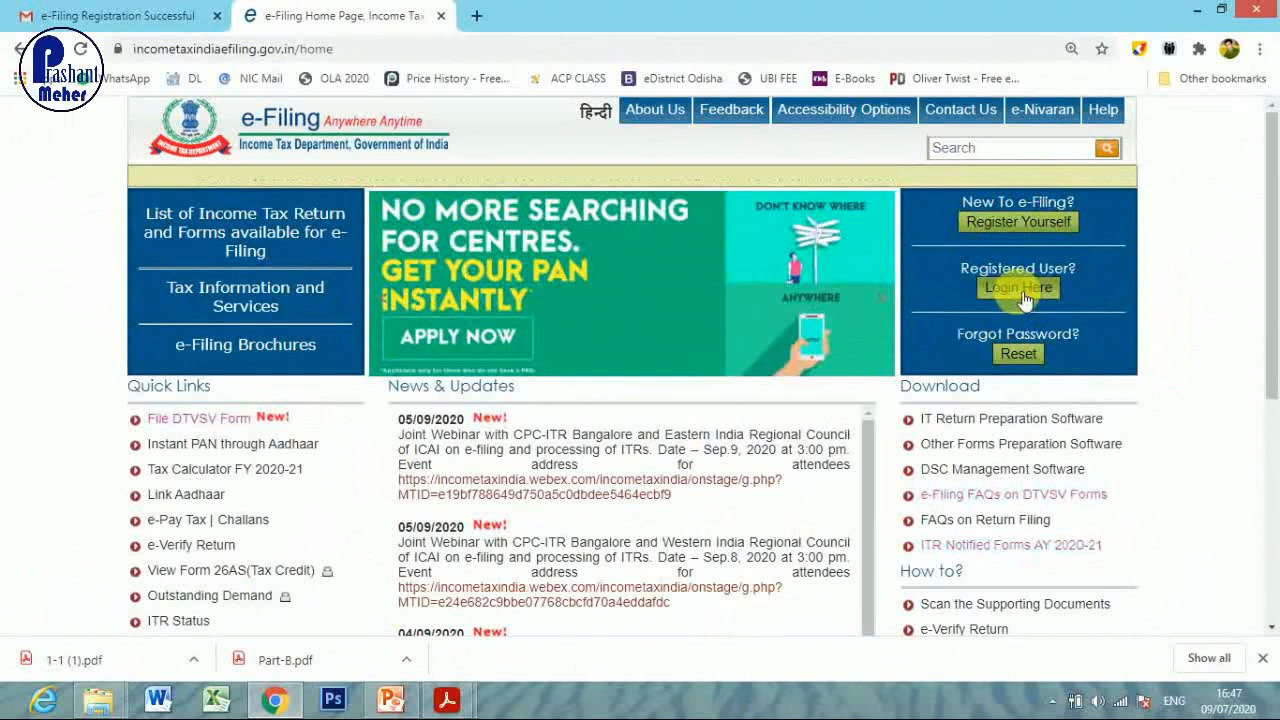 e-Filing Registration Successful
e-Filing Home Page, Income Tax
incometaxindiaefiling.gov.in/home
Prashant
Meher
WhatsApp
DL
NIC Mail
OLA 2020
Price History - Free...
ACP CLASS
eDistrict Odisha
UBI FEE
E-Books
Oliver Twist - Free e...
Other bookmarks
e-Filing Anywhere Anytime
Income Tax Department, Government of India
हिन्दी
About Us
Feedback
Accessibility Options
Contact Us
e-Nivaran
Help
Search
List of Income Tax Return
and Forms available for e-
Filing
Tax Information and
Services
e-Filing Brochures
NO MORE SEARCHING
FOR CENTRES.
GET YOUR PAN
INSTANTLY
APPLY NOW
*Applicable only for those who do not have a PAN.
DON'T KNOW WHERE
ANYWHERE
New To e-Filing?
Register Yourself
Registered User?
Login Here
Forgot Password?
Reset
Quick Links
File DTVSV Form New!
Instant PAN through Aadhaar
Tax Calculator FY 2020-21
Link Aadhaar
e-Pay Tax | Challans
e-Verify Return
View Form 26AS(Tax Credit)
Outstanding Demand
ITR Status
News & Updates
05/09/2020 New!
Joint Webinar with CPC-ITR Bangalore and Eastern India Regional Council
of ICAI on e-filing and processing of ITRs. Date – Sep.9, 2020 at 3:00 pm.
Event address for attendees
https://incometaxindia.webex.com/incometaxindia/onstage/g.php?
MTID=e19bf788649d750a5c0dbdee5464ecbf9
05/09/2020 New!
Joint Webinar with CPC-ITR Bangalore and Western India Regional Council
of ICAI on e-filing and processing of ITRs. Date – Sep.8, 2020 at 3:00 pm.
Event address for attendees
https://incometaxindia.webex.com/incometaxindia/onstage/g.php?
MTID=e24e682c9bbe07768cbcfd70a4eddafdc
04/09/2020 New!
Download
IT Return Preparation Software
Other Forms Preparation Software
DSC Management Software
e-Filing FAQs on DTVSV Forms
FAQs on Return Filing
ITR Notified Forms AY 2020-21
How to?
Scan the Supporting Documents
e-Verify Return
1-1 (1).pdf
Part-B.pdf
Show all
ENG
16:47
09/07/2020